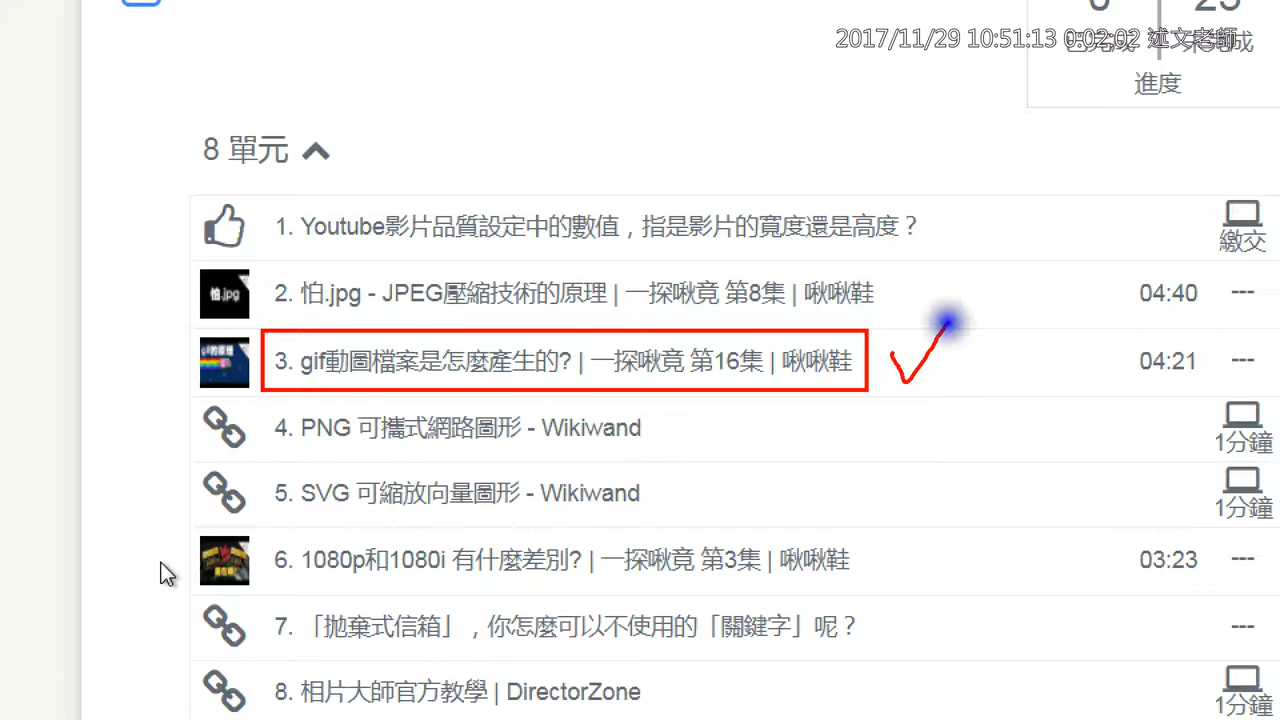 2017/11/29 10:51:13 0:02:02 述文老師
進度
8 單元
1. Youtube影片品質設定中的數值，指是影片的寬度還是高度？
繳交
怕.jpg
2. 怕.jpg - JPEG壓縮技術的原理 | 一探啾竟 第8集 | 啾啾鞋
04:40 ---
3. gif動圖檔案是怎麼產生的? | 一探啾竟 第16集 | 啾啾鞋
04:21 ---
4. PNG 可攜式網路圖形 - Wikiwand
1分鐘
5. SVG 可縮放向量圖形 - Wikiwand
1分鐘
6. 1080p和1080i 有什麼差別? | 一探啾竟 第3集 | 啾啾鞋
03:23 ---
7. 「拋棄式信箱」，你怎麼可以不使用的「關鍵字」呢？
---
8. 相片大師官方教學 | DirectorZone
1分鐘